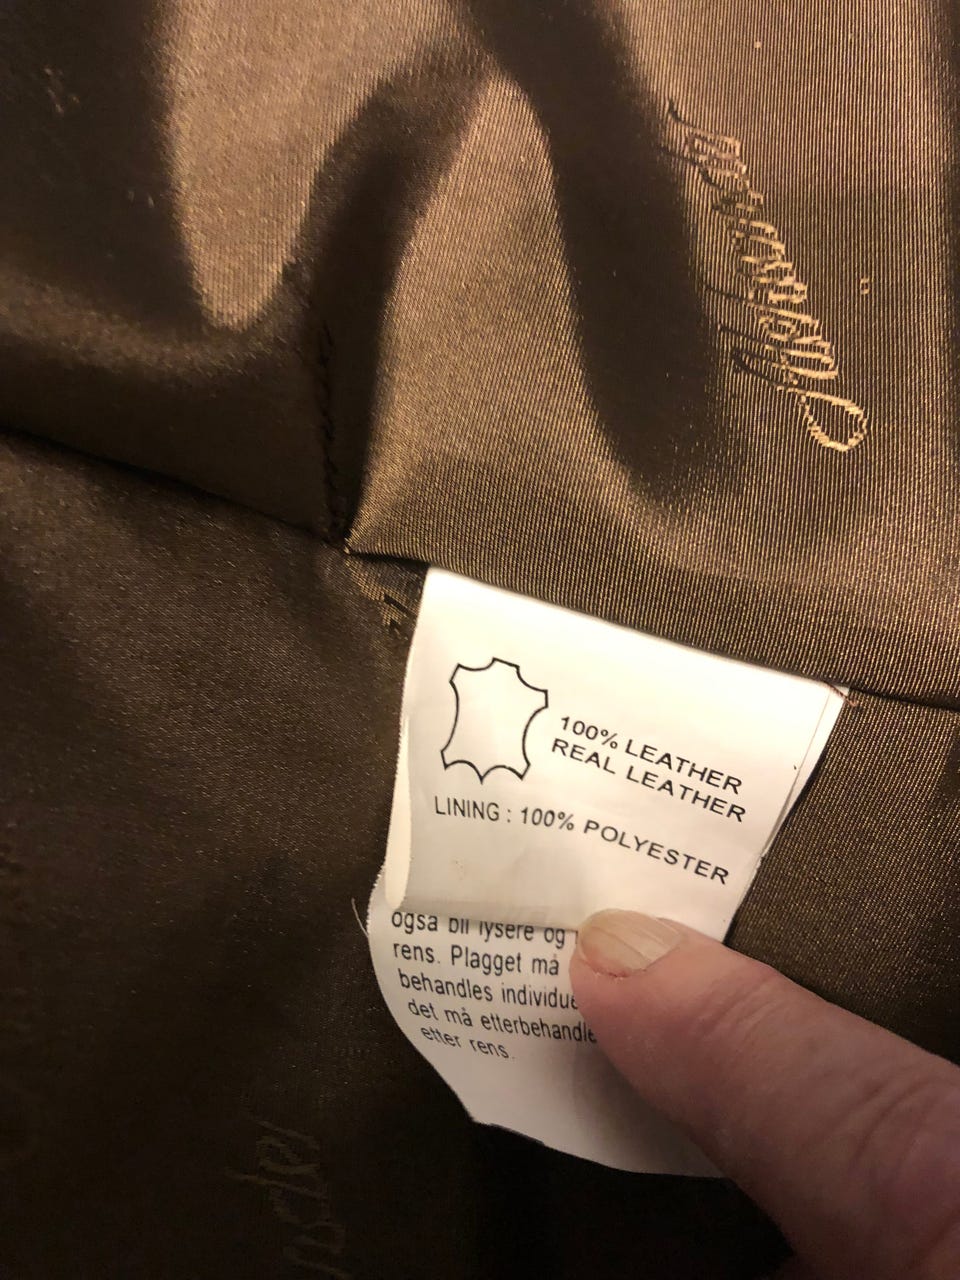 100% LEATHER
REAL LEATHER
LINING : 100% POLYESTER
også bli lysere og
rens. Plagget må
behandles individue
det må etterbehandle
etter rens.